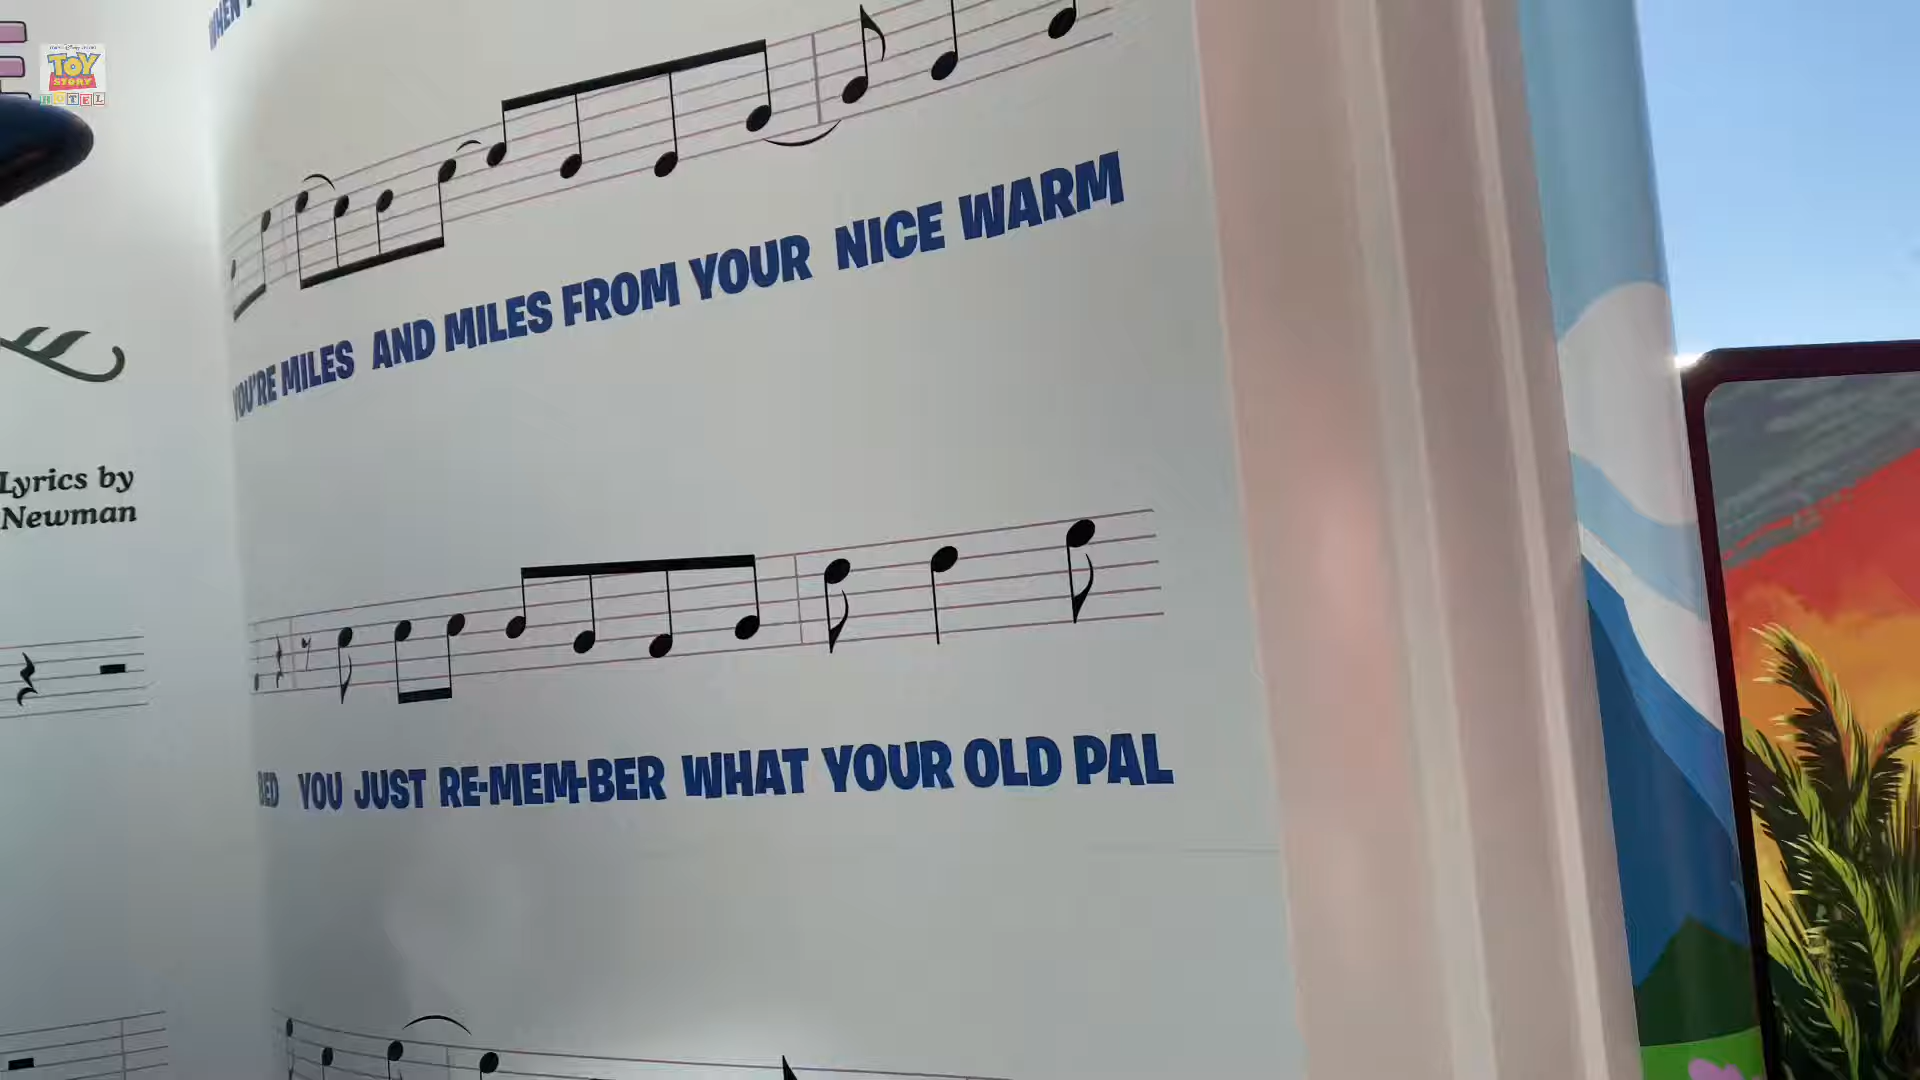 TOY
STORY
HOTEL
WHEN
YOU'RE MILES AND MILES FROM YOUR NICE WARM
Lyrics by
Newman
BED YOU JUST RE-MEM-BER WHAT YOUR OLD PAL